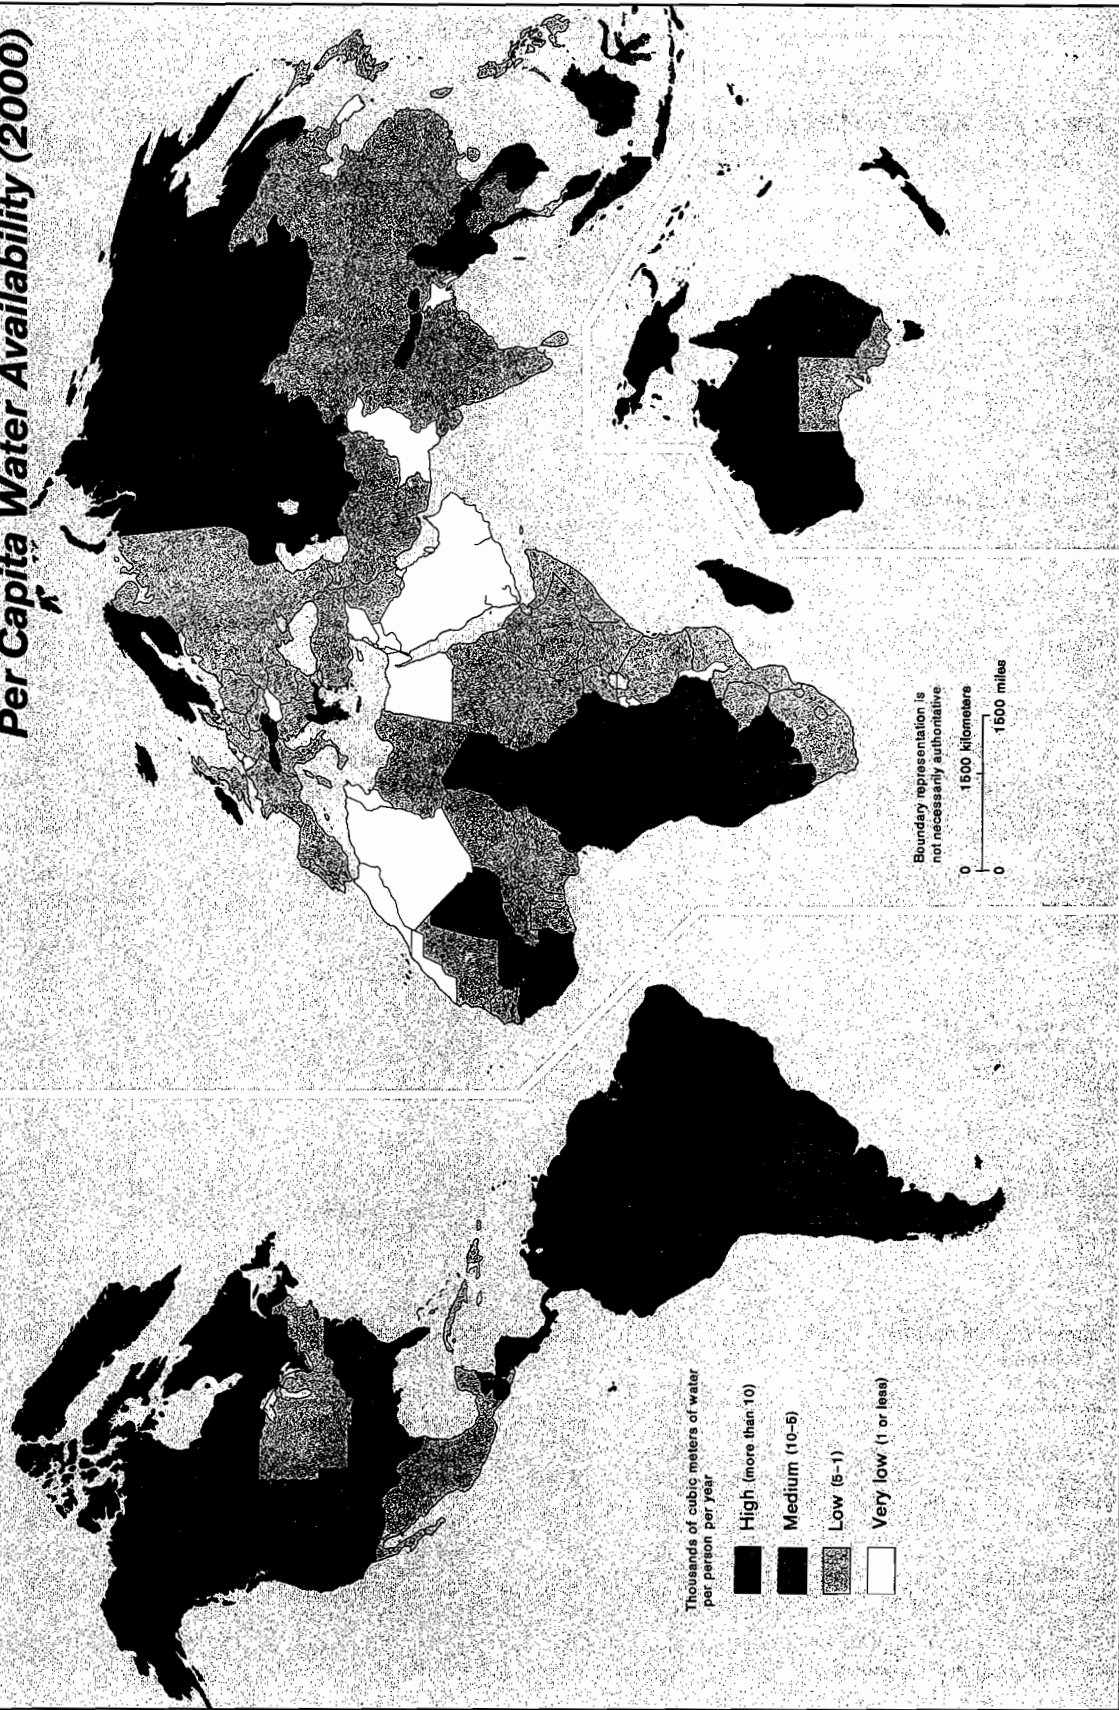 Per Capita Water Availability (2000)
Thousands of cubic meters of water
per person per year
High (more than 10)
Medium (10–5)
Low (5–1)
Very low (1 or less)
Boundary representation is
not necessarily authoritative.
0 1500 kilometers
0 1500 miles